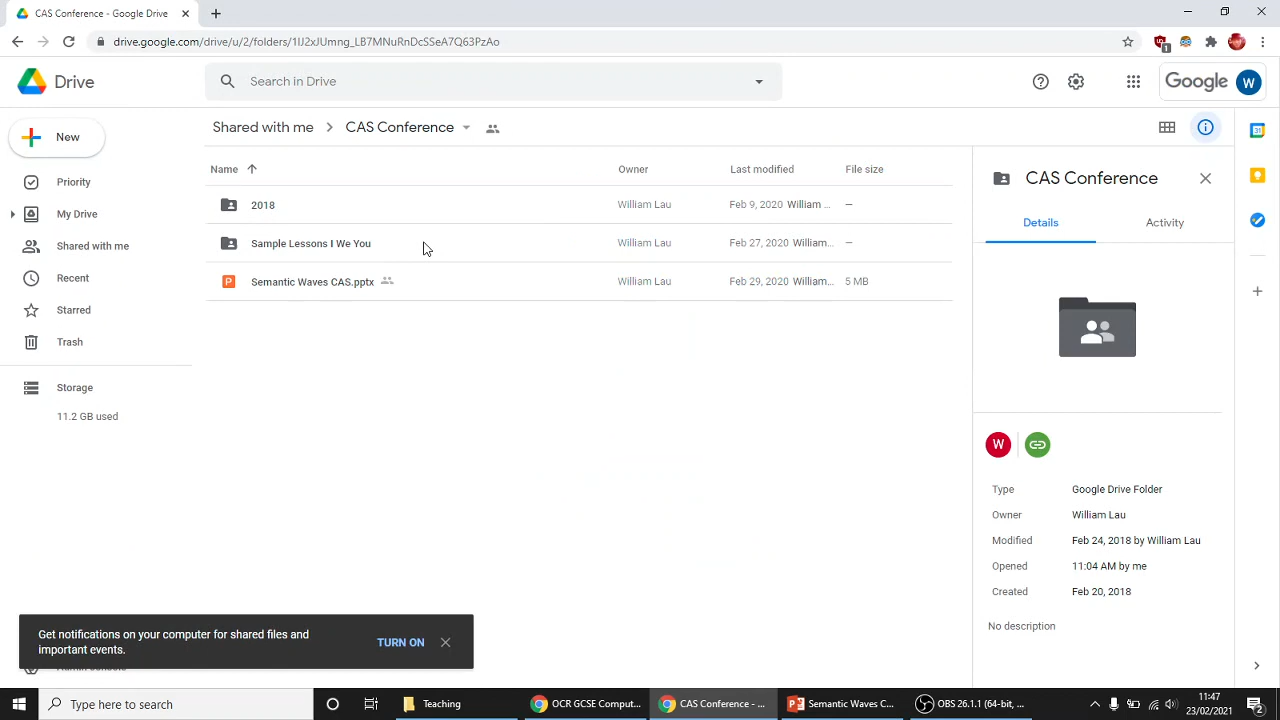 CAS Conference - Google Drive
drive.google.com/drive/u/2/folders/1IJ2xJUmng_LB7MNuRnDcSSeA7Q63PzAo
1
Drive
Search in Drive
Google
W
New
Shared with me
CAS Conference
31
Name
Owner
Last modified
File size
CAS Conference
Priority
2018
William Lau
Feb 9, 2020 William ...
—
My Drive
Details
Activity
Shared with me
Sample Lessons I We You
William Lau
Feb 27, 2020 William...
—
Recent
P
Semantic Waves CAS.pptx
William Lau
Feb 29, 2020 William...
5 MB
Starred
Trash
Storage
11.2 GB used
W
Type
Google Drive Folder
Owner
William Lau
Modified
Feb 24, 2018 by William Lau
Opened
11:04 AM by me
Created
Feb 20, 2018
No description
Get notifications on your computer for shared files and
important events.
TURN ON
Type here to search
Teaching
OCR GCSE Comput...
CAS Conference - ...
Semantic Waves C...
OBS 26.1.1 (64-bit, ...
11:47
23/02/2021
2